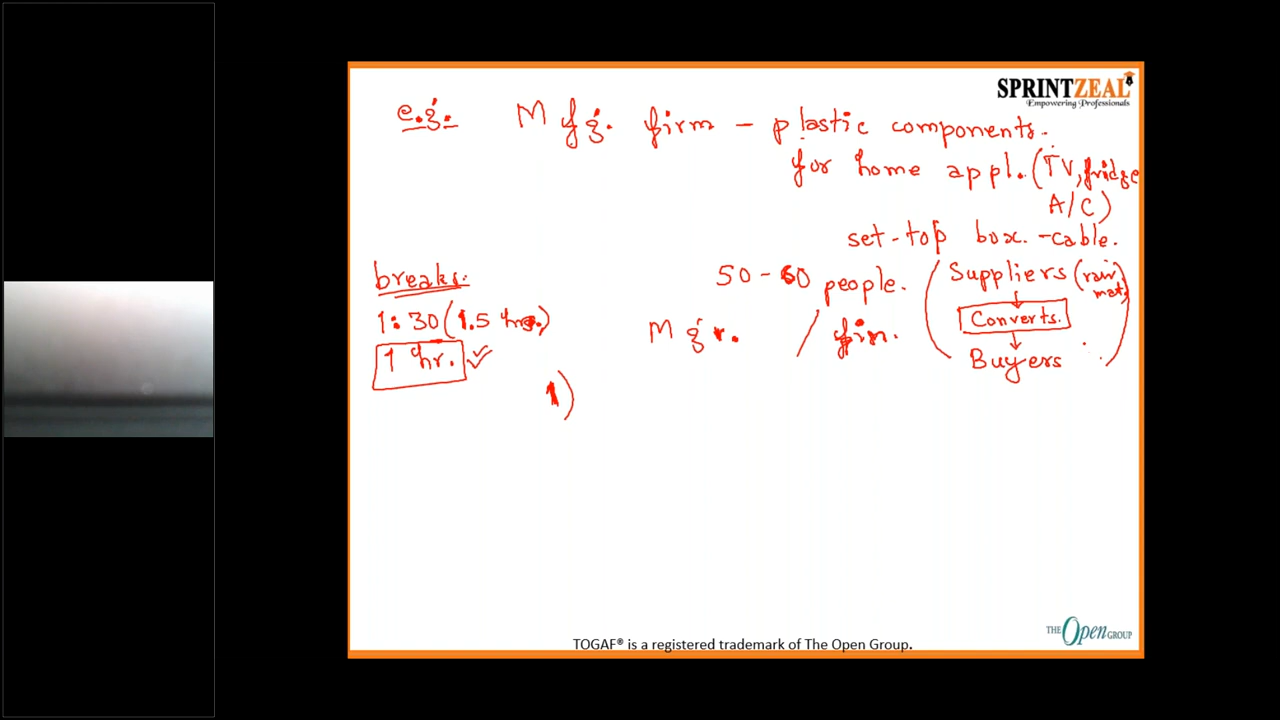 SPRINTZEAL
Empowering Professionals
e.g. Mfg. firm - plastic components.
for home appl. (TV, fridge
A/C)
set-top box. -cable.
breaks:
50-60 people.
Suppliers (raw mat.)
1:30 (1.5 hrs.)
Mgr. / fin.
Converts.
1 hr.
Buyers
1)
TOGAF® is a registered trademark of The Open Group.
THE Open GROUP